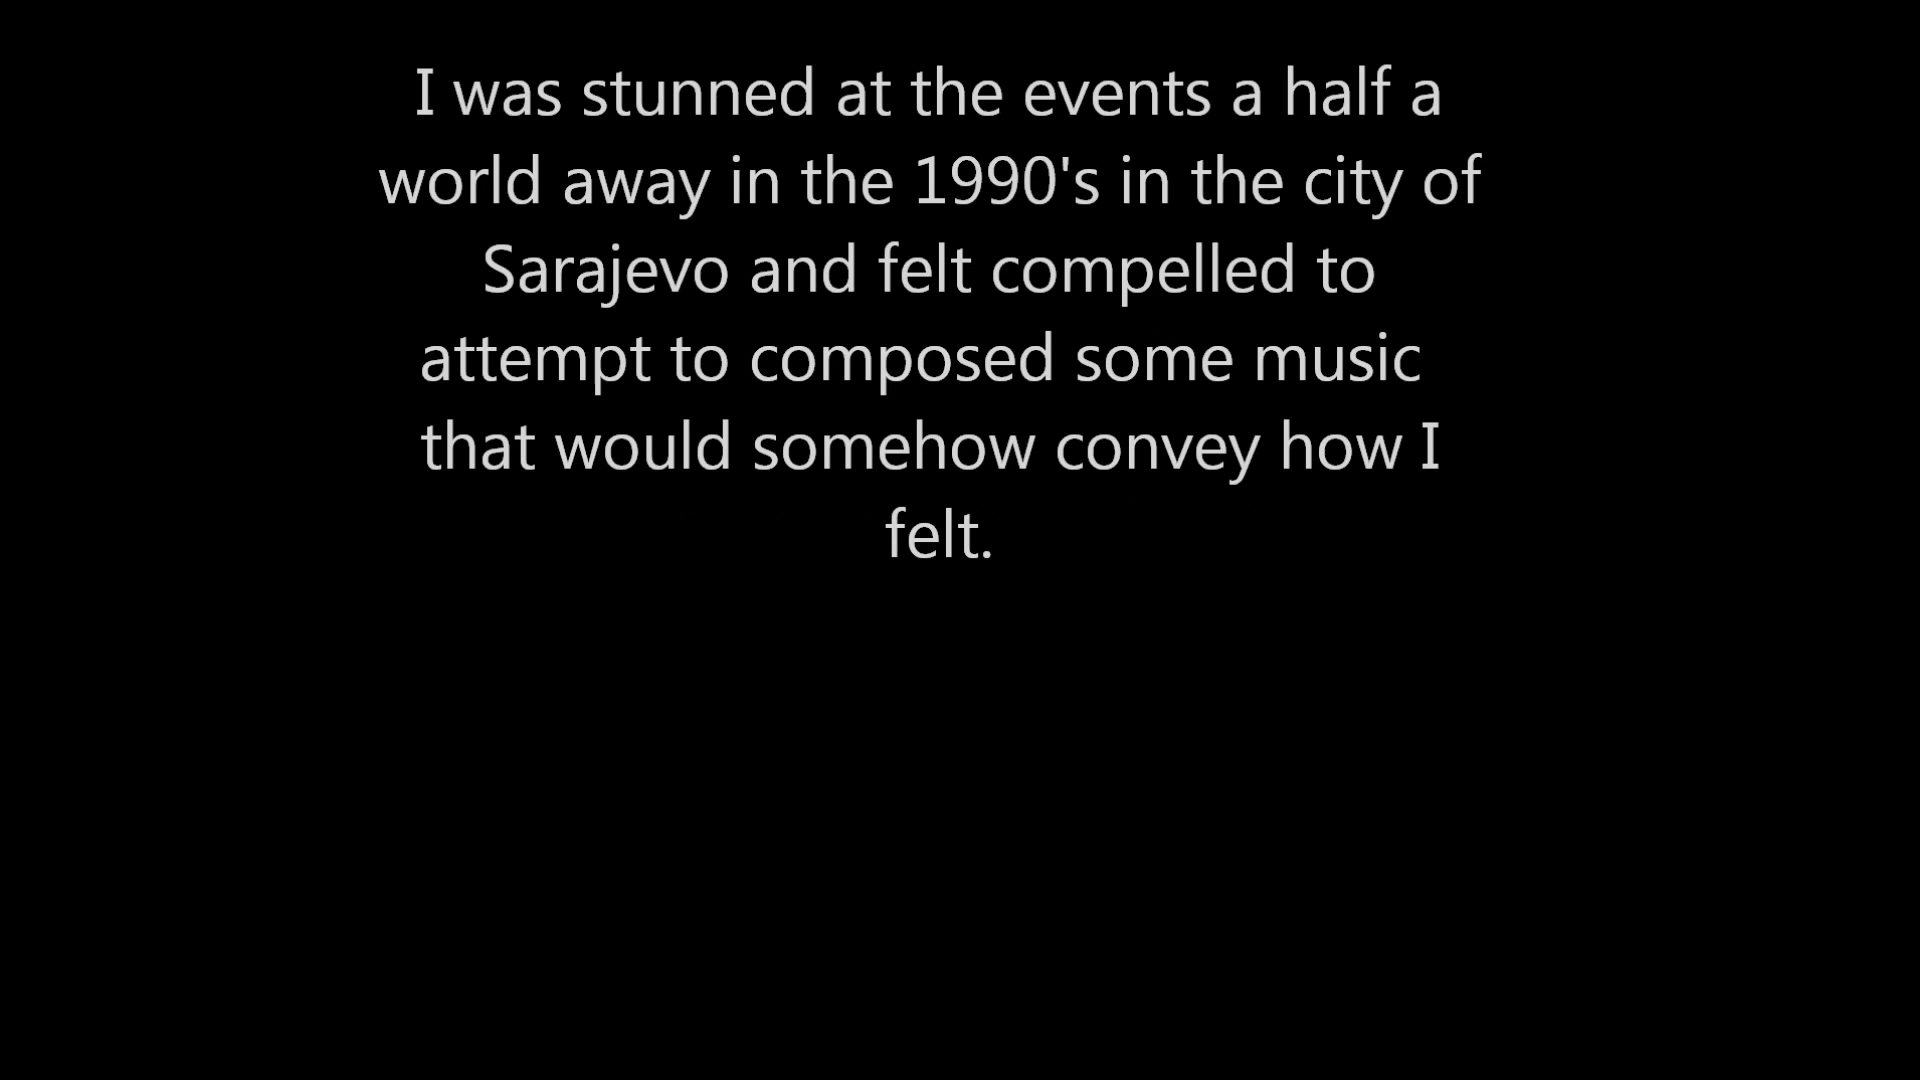 I was stunned at the events a half a
world away in the 1990's in the city of
Sarajevo and felt compelled to
attempt to composed some music
that would somehow convey how I
felt.